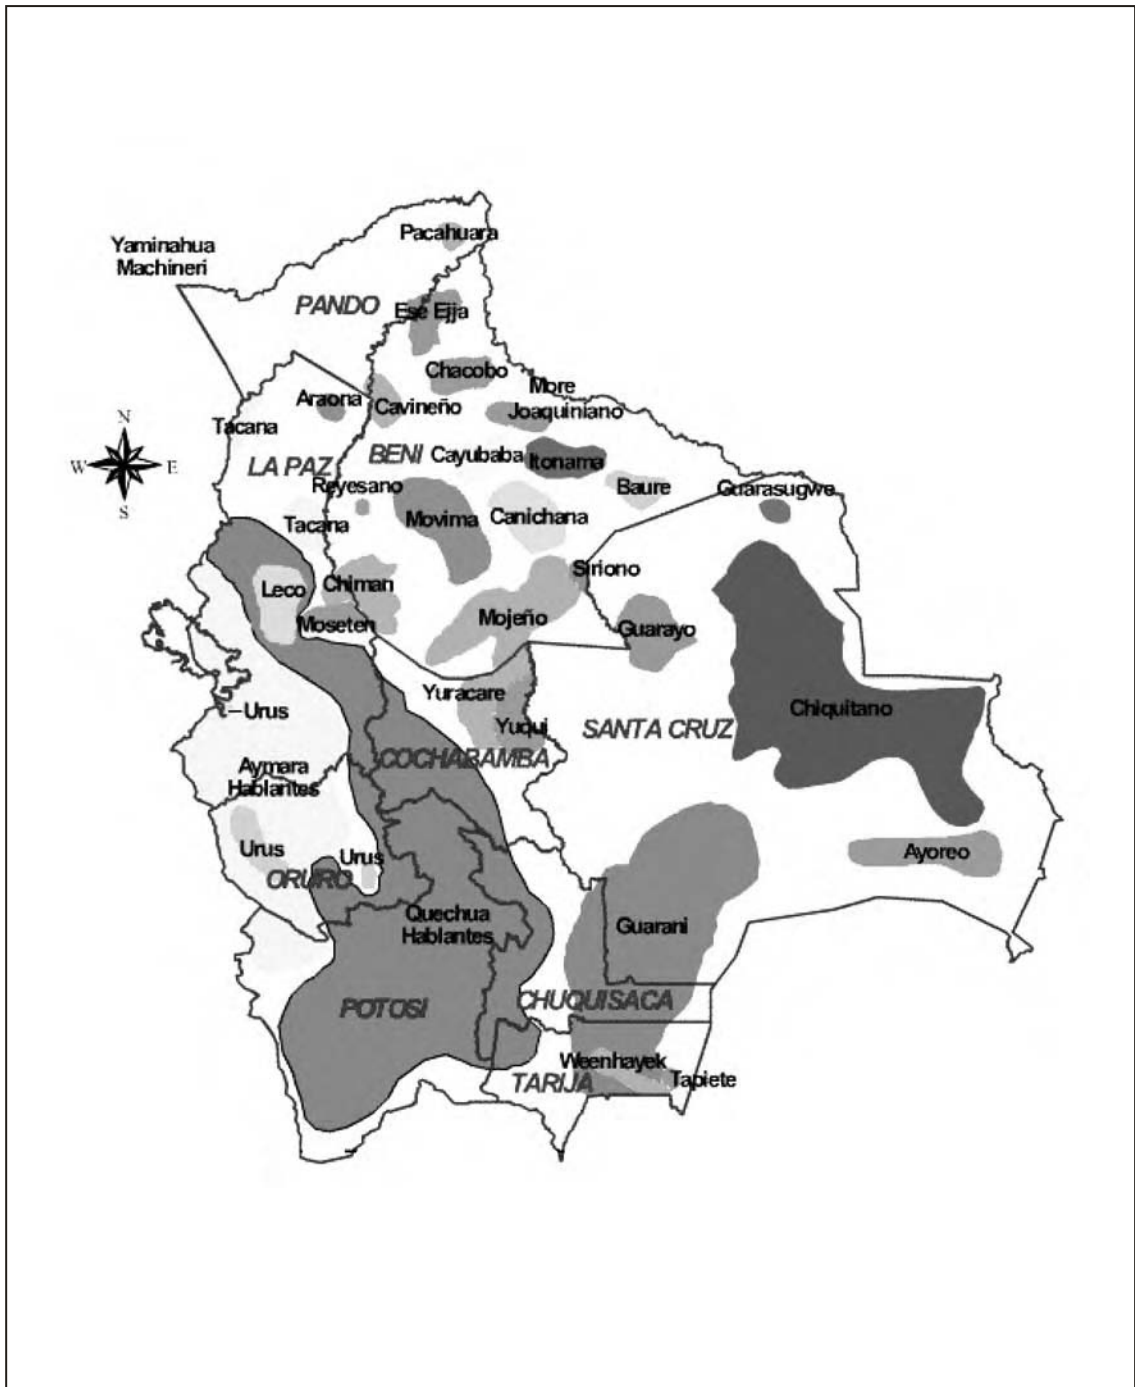 Pacahuara
Yaminahua
Machineri
PANDO
Ese Ejja
Chacobo
More
Araona
Cavineño
Joaquiniano
Tacana
N
W
E
S
LA PAZ
BENI
Cayubaba
Itonama
Reyesano
Baure
Guarasugwe
Tacana
Movima
Canichana
Leco
Chiman
Siriono
Moseten
Mojeño
Guarayo
Yuracare
Urus
Yuqui
SANTA CRUZ
Chiquitano
Aymara
Hablantes
COCHABAMBA
Urus
Urus
ORURO
Ayoreo
Quechua
Hablantes
Guarani
POTOSI
CHUQUISACA
Weenhayek
TARIJA
Tapiete